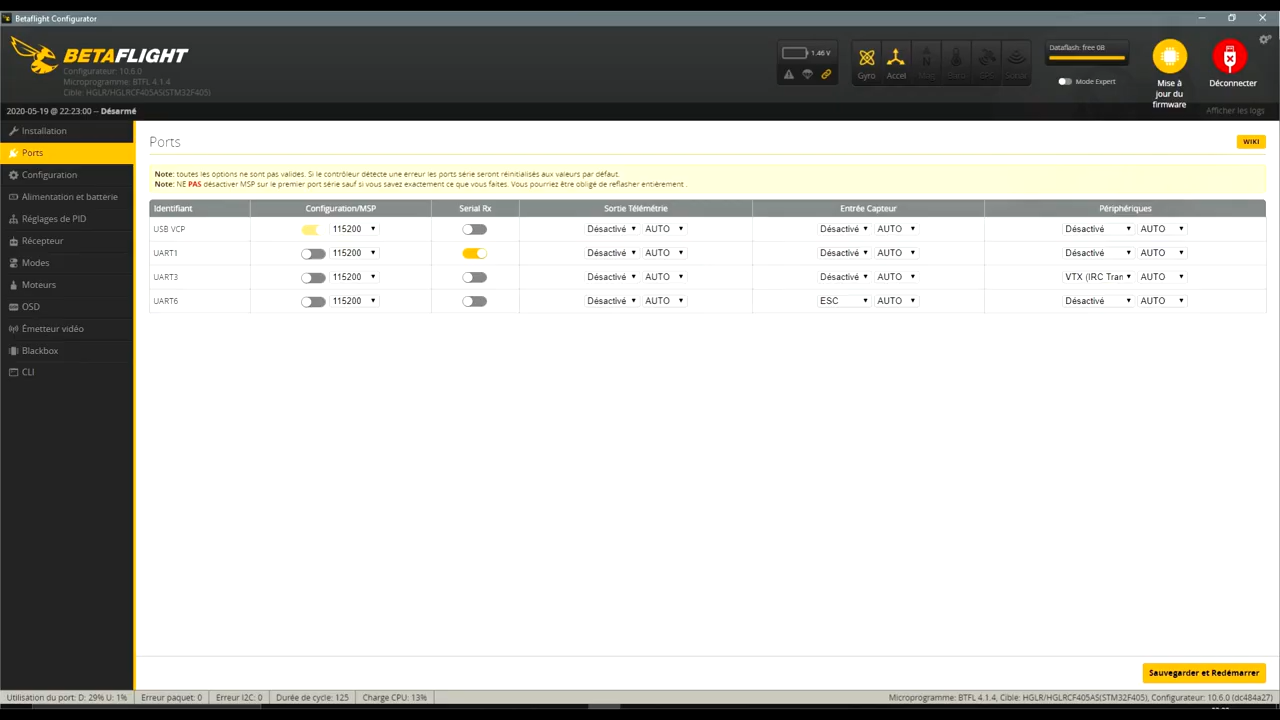 Betaflight Configurator
BETAFLIGHT
Configurateur: 10.6.0
Microprogramme: BTFL 4.1.4
Cible: HGLR/HGLRCF405AS(STM32F405)
1.46 V
Gyro
Accel
Mag
Baro
GPS
Sonar
Dataflash: free 0B
Mode Expert
Mise à
jour du
firmware
Déconnecter
2020-05-19 @ 22:23:00 -- Désarmé
Afficher les logs
Installation
Ports
Configuration
Alimentation et batterie
Réglages de PID
Récepteur
Modes
Moteurs
OSD
Émetteur vidéo
Blackbox
CLI
Ports
WIKI
Note: toutes les options ne sont pas valides. Si le contrôleur détecte une erreur les ports série seront réinitialisés aux valeurs par défaut.
Note: NE PAS désactiver MSP sur le premier port série sauf si vous savez exactement ce que vous faites. Vous pourriez être obligé de reflasher entièrement .
Identifiant Configuration/MSP Serial Rx Sortie Télémétrie Entrée Capteur Périphériques
USB VCP 115200 Désactivé AUTO Désactivé AUTO Désactivé AUTO
UART1 115200 Désactivé AUTO Désactivé AUTO Désactivé AUTO
UART3 115200 Désactivé AUTO Désactivé AUTO VTX (IRC Tran AUTO
UART6 115200 Désactivé AUTO ESC AUTO Désactivé AUTO
Sauvegarder et Redémarrer
Utilisation du port: D: 29% U: 1% Erreur paquet: 0 Erreur I2C: 0 Durée de cycle: 125 Charge CPU: 13% Microprogramme: BTFL 4.1.4, Cible: HGLR/HGLRCF405AS(STM32F405), Configurateur: 10.6.0 (dc484a27)